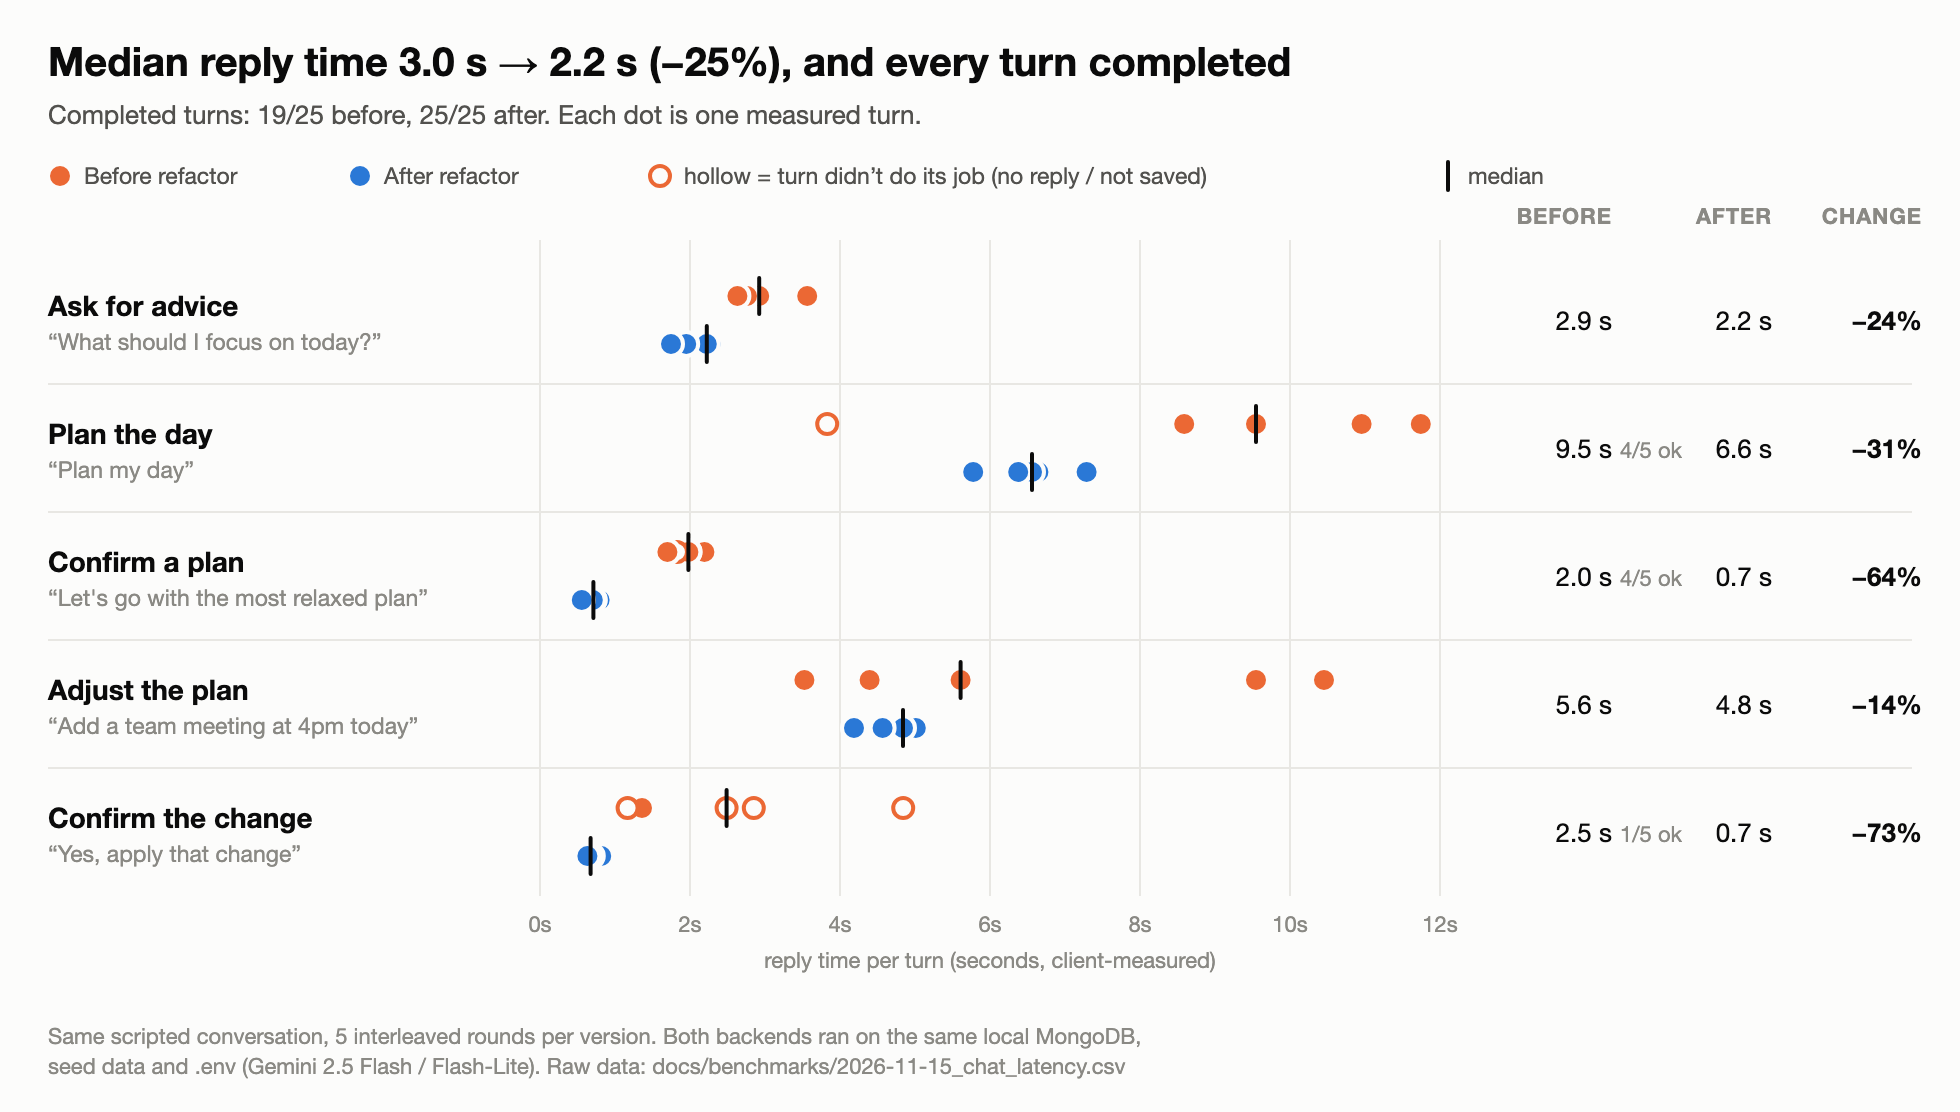 Median reply time 3.0 s → 2.2 s (−25%), and every turn completed
Completed turns: 19/25 before, 25/25 after. Each dot is one measured turn.
Before refactor
After refactor
hollow = turn didn’t do its job (no reply / not saved)
median
BEFORE AFTER CHANGE
Ask for advice
“What should I focus on today?”
2.9 s 2.2 s −24%
Plan the day
“Plan my day”
9.5 s 4/5 ok 6.6 s −31%
Confirm a plan
“Let's go with the most relaxed plan”
2.0 s 4/5 ok 0.7 s −64%
Adjust the plan
“Add a team meeting at 4pm today”
5.6 s 4.8 s −14%
Confirm the change
“Yes, apply that change”
2.5 s 1/5 ok 0.7 s −73%
0s 2s 4s 6s 8s 10s 12s
reply time per turn (seconds, client-measured)
Same scripted conversation, 5 interleaved rounds per version. Both backends ran on the same local MongoDB,
seed data and .env (Gemini 2.5 Flash / Flash-Lite). Raw data: docs/benchmarks/2026-11-15_chat_latency.csv